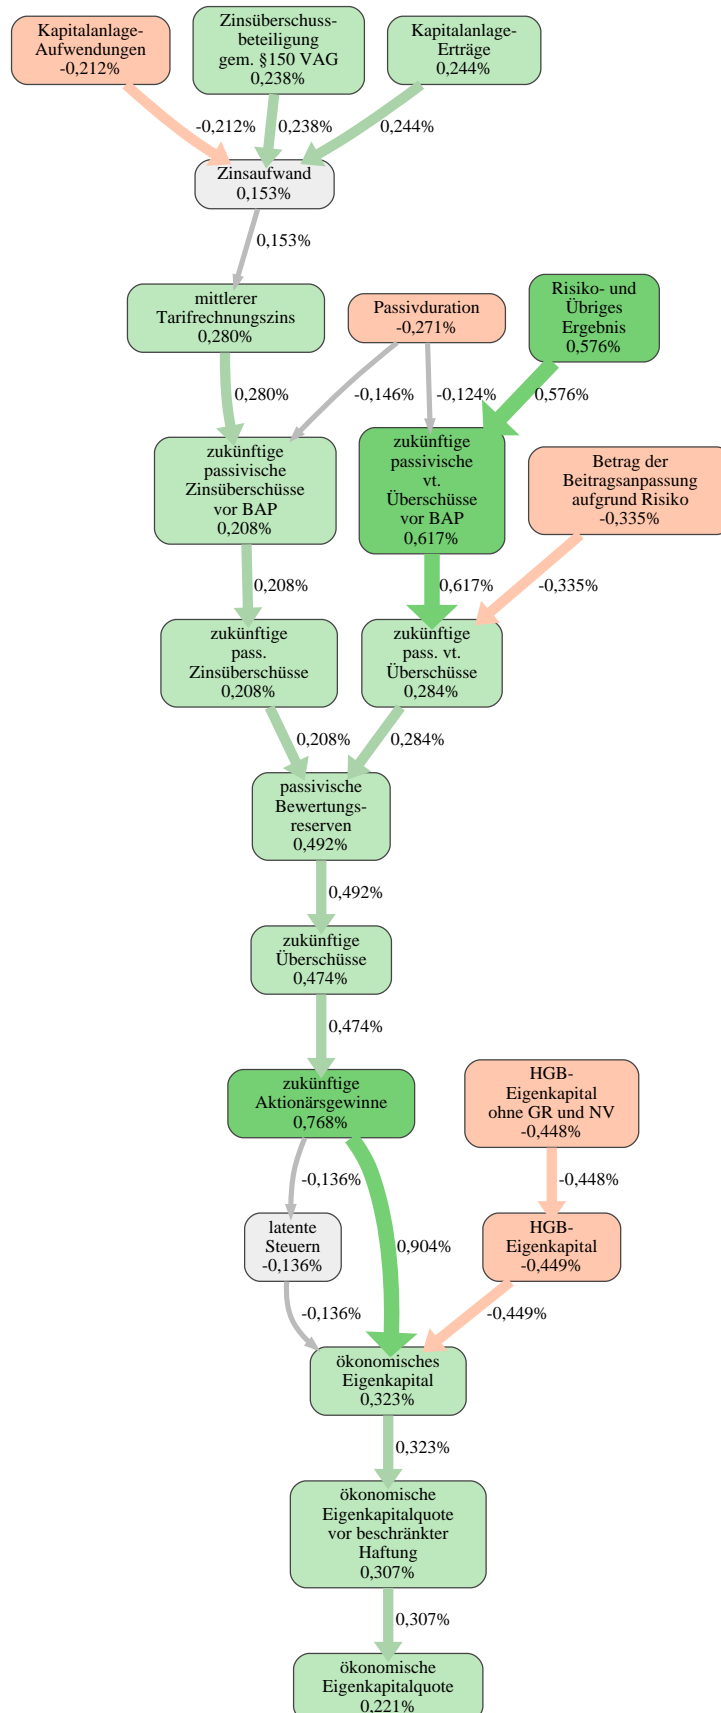 Kapitalanlage-
Aufwendungen
-0,212%
Zinsüberschuss-
beteiligung
gem. §150 VAG
0,238%
Kapitalanlage-
Erträge
0,244%
-0,212%
0,238%
0,244%
Zinsaufwand
0,153%
0,153%
mittlerer
Tarifrechnungszins
0,280%
Passivduration
-0,271%
Risiko- und
Übriges
Ergebnis
0,576%
0,280%
-0,146%
-0,124%
0,576%
zukünftige
passivische
Zinsüberschüsse
vor BAP
0,208%
zukünftige
passivische
vt.
Überschüsse
vor BAP
0,617%
Betrag der
Beitragsanpassung
aufgrund Risiko
-0,335%
0,208%
0,617%
-0,335%
zukünftige
pass.
Zinsüberschüsse
0,208%
zukünftige
pass. vt.
Überschüsse
0,284%
0,208%
0,284%
passivische
Bewertungs-
reserven
0,492%
0,492%
zukünftige
Überschüsse
0,474%
0,474%
zukünftige
Aktionärsgewinne
0,768%
HGB-
Eigenkapital
ohne GR und NV
-0,448%
-0,136%
-0,448%
latente
Steuern
-0,136%
0,904%
HGB-
Eigenkapital
-0,449%
-0,136%
-0,449%
ökonomisches
Eigenkapital
0,323%
0,323%
ökonomische
Eigenkapitalquote
vor beschränkter
Haftung
0,307%
0,307%
ökonomische
Eigenkapitalquote
0,221%